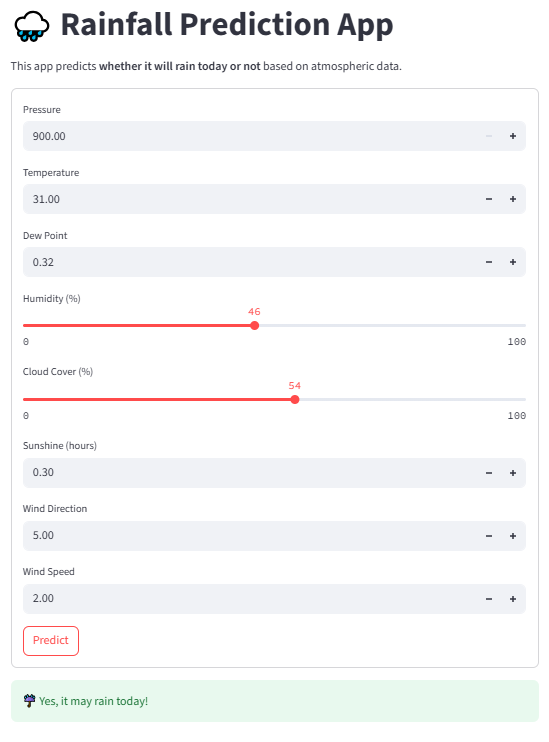 Rainfall Prediction App
This app predicts whether it will rain today or not based on atmospheric data.
Pressure
900.00
Temperature
31.00
Dew Point
0.32
Humidity (%)
46
0 100
Cloud Cover (%)
54
0 100
Sunshine (hours)
0.30
Wind Direction
5.00
Wind Speed
2.00
Predict
Yes, it may rain today!